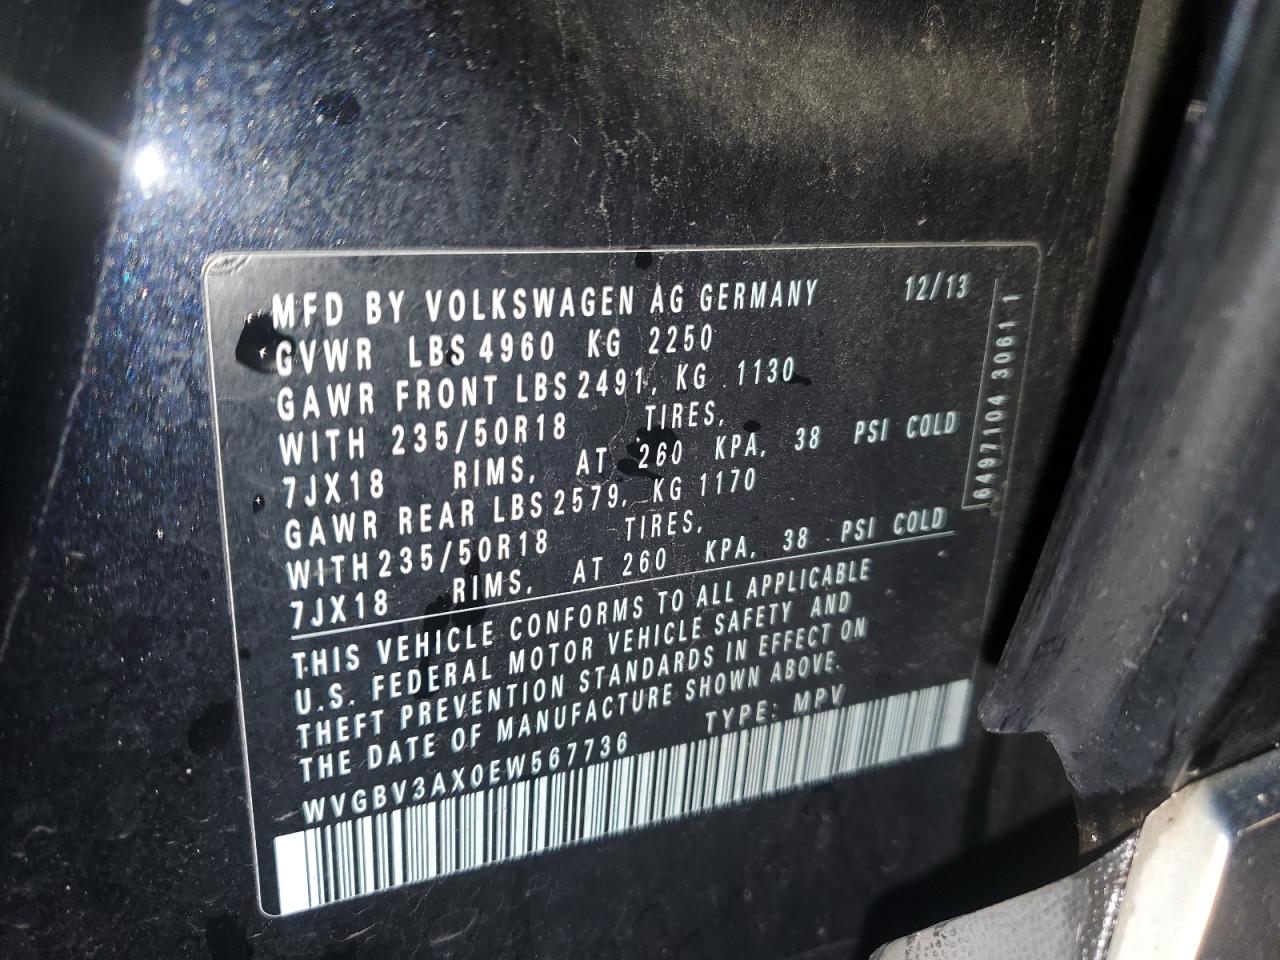 MFD BY VOLKSWAGEN AG GERMANY 12/13
GVWR LBS 4960 KG 2250
GAWR FRONT LBS 2491, KG 1130
WITH 235/50R18 TIRES,
7JX18 RIMS, AT 260 KPA, 38 PSI COLD
GAWR REAR LBS 2579, KG 1170
WITH 235/50R18 TIRES,
7JX18 RIMS, AT 260 KPA, 38 PSI COLD
THIS VEHICLE CONFORMS TO ALL APPLICABLE
U.S. FEDERAL MOTOR VEHICLE SAFETY AND
THEFT PREVENTION STANDARDS IN EFFECT ON
THE DATE OF MANUFACTURE SHOWN ABOVE.
WVGBV3AX0EW567736 TYPE: MPV
6497104 3061 1